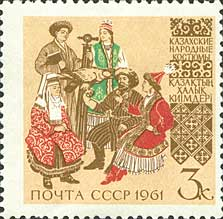 КАЗАХСКИЕ
НАРОДНЫЕ
КОСТЮМЫ
ҚАЗАҚТЫҢ
ХАЛЫҚ
КИІМДЕРІ
ПОЧТА СССР 1961
3к